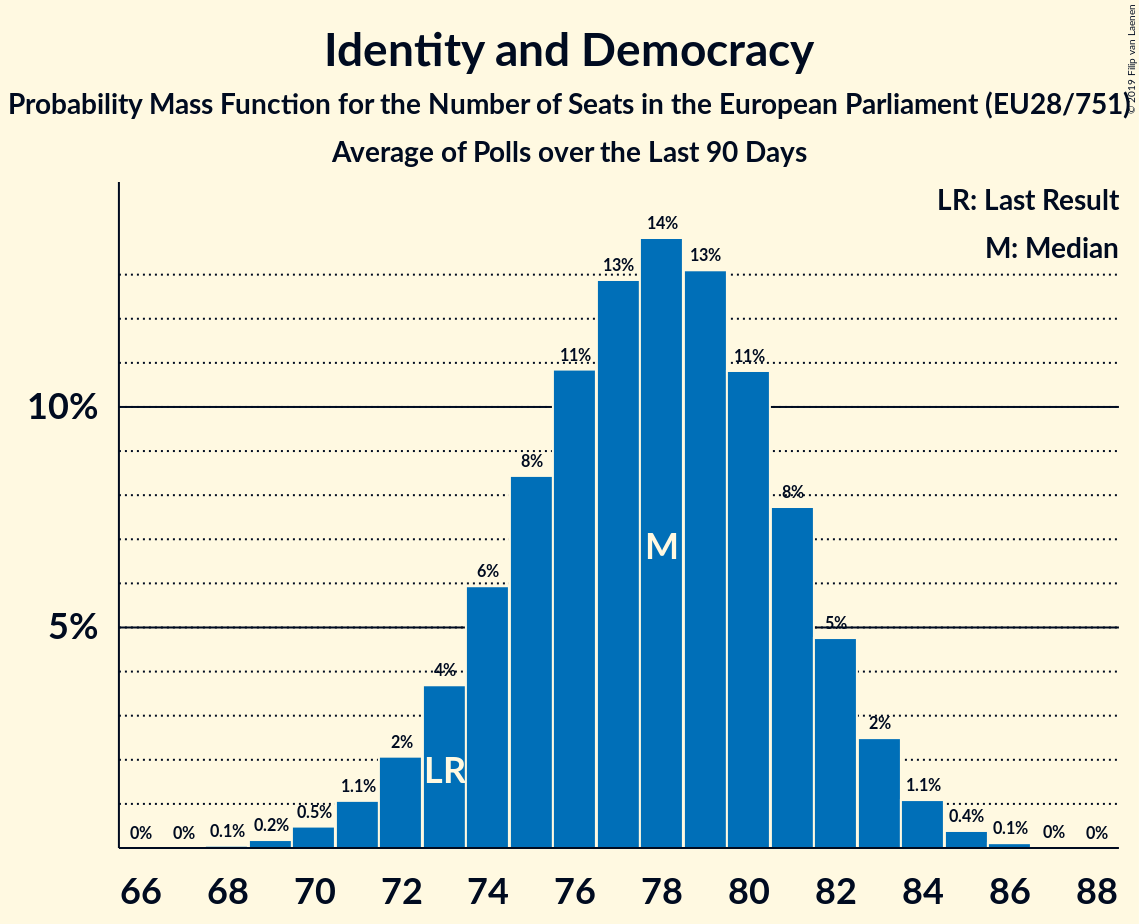 Identity and Democracy
Probability Mass Function for the Number of Seats in the European Parliament (EU28/751)
Average of Polls over the Last 90 Days
© 2019 Filip van Laenen
LR: Last Result
M: Median
14%
13%
13%
11%
11%
10%
8%
8%
M
6%
5%
5%
4%
2%
2%
LR
1.1%
1.1%
0.5%
0.4%
0%
0%
0.1%
0.2%
0.1%
0%
0%
66 68 70 72 74 76 78 80 82 84 86 88